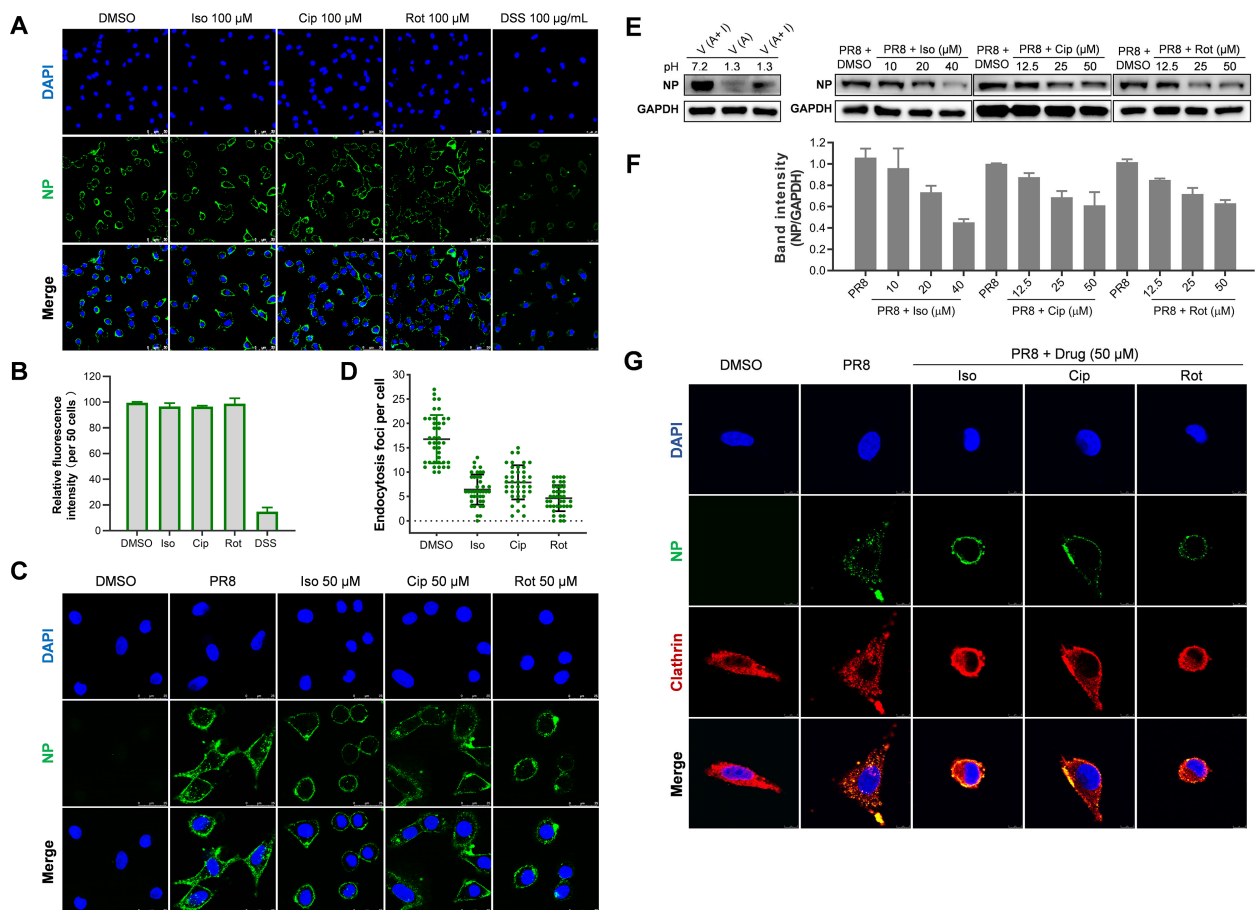 A
DMSO Iso 100 μM Cip 100 μM Rot 100 μM DSS 100 μg/mL
DAPI
NP
Merge
B
Relative fluorescence
intensity (per 50 cells )
120
100
80
60
40
20
0
DMSO Iso Cip Rot DSS
D
Endocytosis foci per cell
30
25
20
15
10
5
0
DMSO Iso Cip Rot
C
DMSO PR8 Iso 50 μM Cip 50 μM Rot 50 μM
DAPI
NP
Merge
E
V (A+ I) V (A) V (A+ I)
pH 7.2 1.3 1.3
NP
GAPDH
PR8 + DMSO PR8 + Iso (μM) PR8 + DMSO PR8 + Cip (μM) PR8 + DMSO PR8 + Rot (μM)
10 20 40 12.5 25 50 12.5 25 50
NP
GAPDH
F
Band intensity
(NP/GAPDH)
1.2
1.0
0.8
0.6
0.4
0.2
0.0
PR8 10 20 40 PR8 12.5 25 50 PR8 12.5 25 50
PR8 + Iso (μM) PR8 + Cip (μM) PR8 + Rot (μM)
G
PR8 + Drug (50 μM)
DMSO PR8 Iso Cip Rot
DAPI
NP
Clathrin
Merge